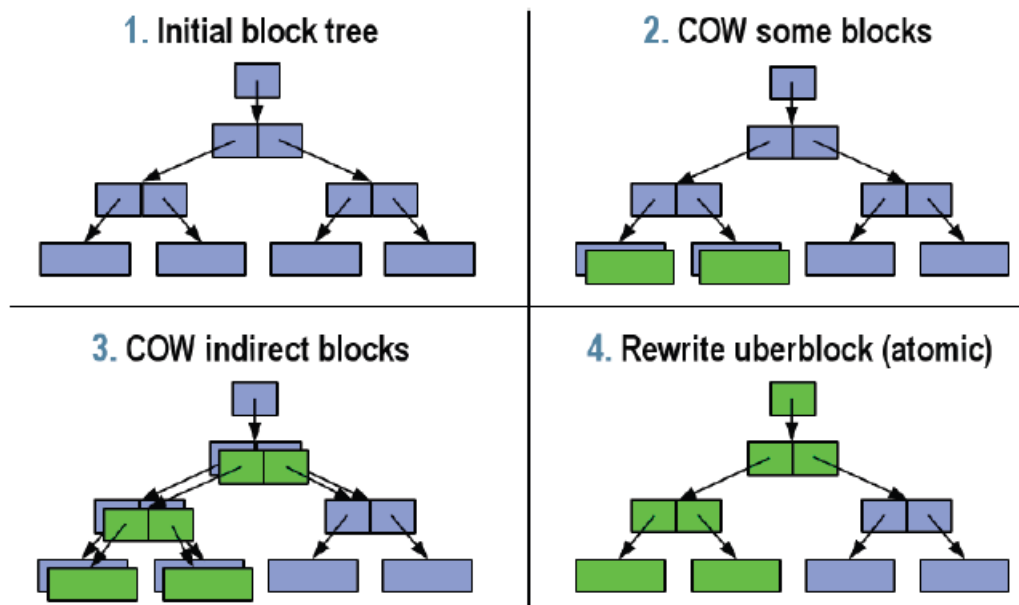 1. Initial block tree
2. COW some blocks
3. COW indirect blocks
4. Rewrite uberblock (atomic)